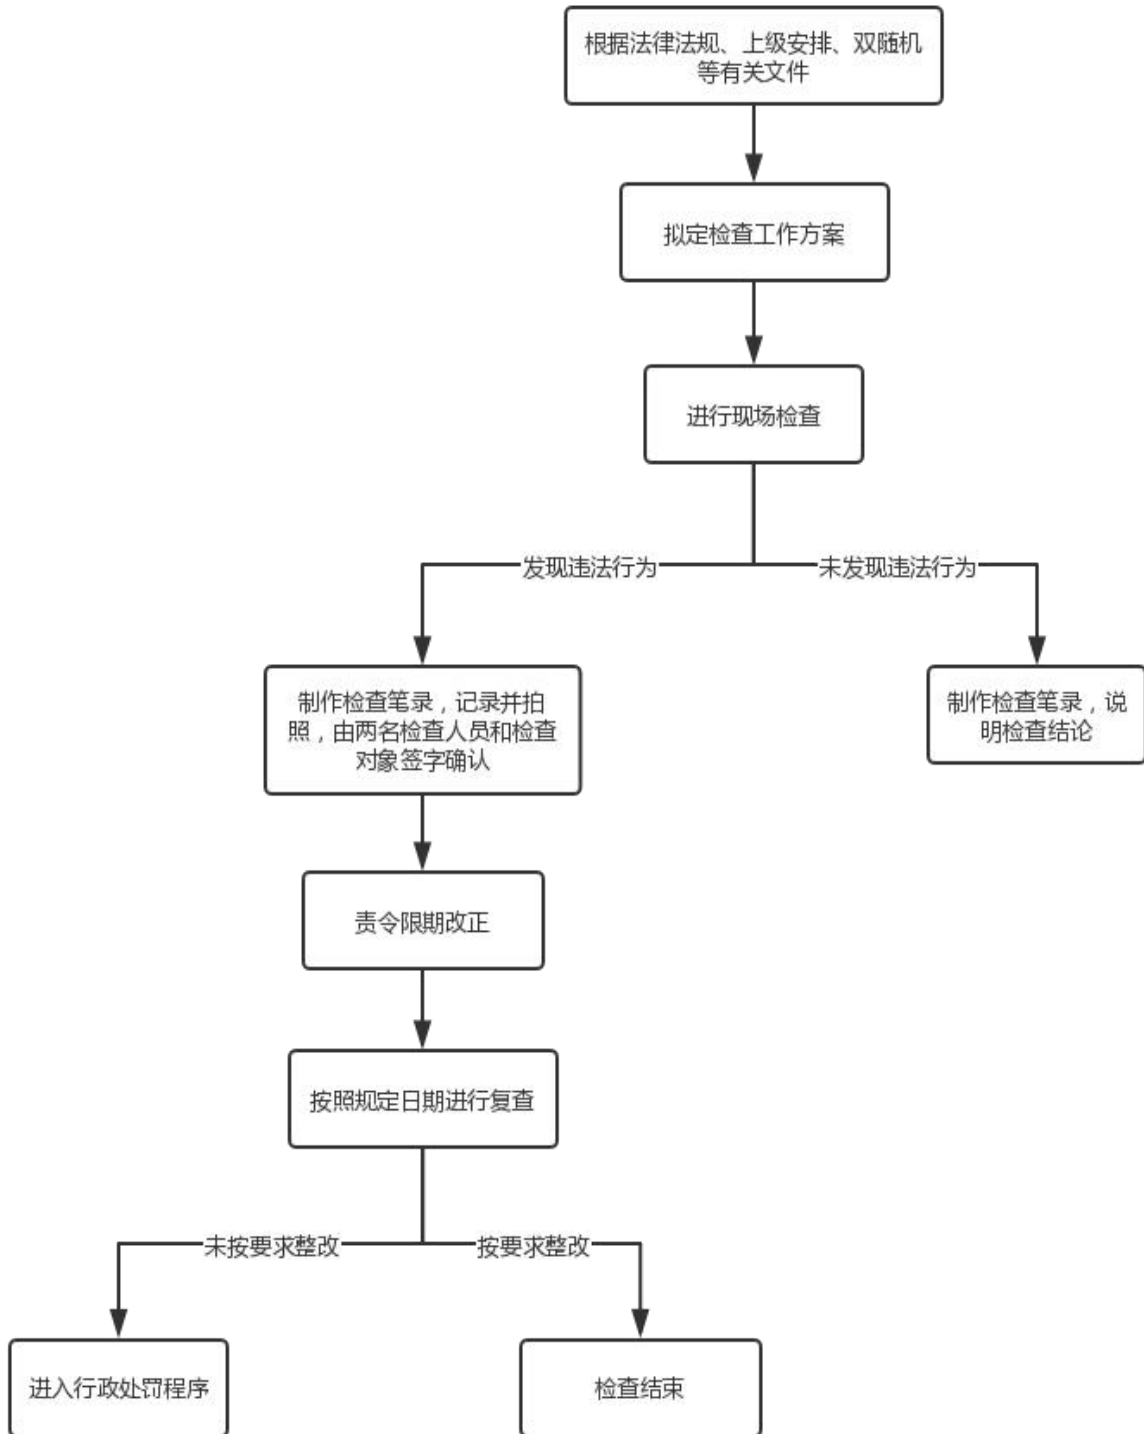 根据法律法规、上级安排、双随机
等有关文件
拟定检查工作方案
进行现场检查
发现违法行为
未发现违法行为
制作检查笔录，记录并拍
照，由两名检查人员和检查
对象签字确认
制作检查笔录，说
明检查结论
责令限期改正
按照规定日期进行复查
未按要求整改
按要求整改
进入行政处罚程序
检查结束